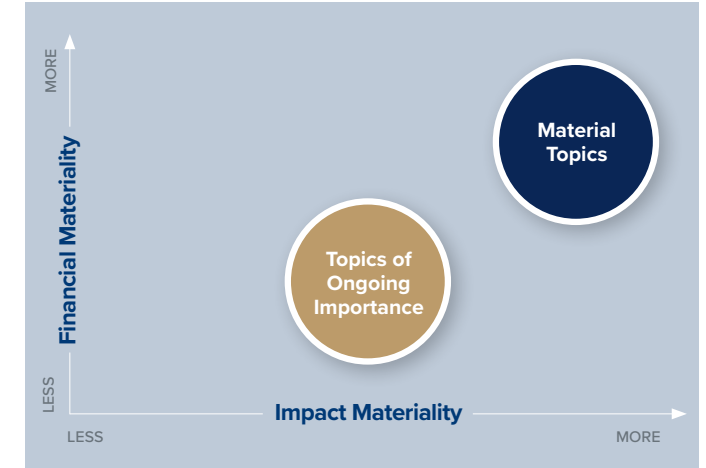 MORE
Financial Materiality
LESS
Material
Topics
Topics of
Ongoing
Importance
Impact Materiality
LESS
MORE